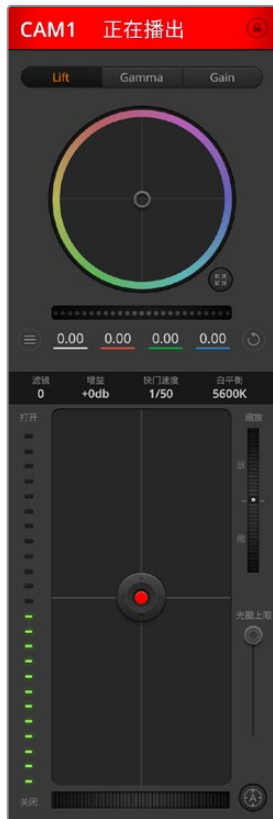 CAM1 正在播出
Lift Gamma Gain
0.00 0.00 0.00 0.00
滤镜 增益 快门速度 白平衡
0 +0db 1/50 5600K
打开 缩放
放
缩
光圈上限
关闭 A